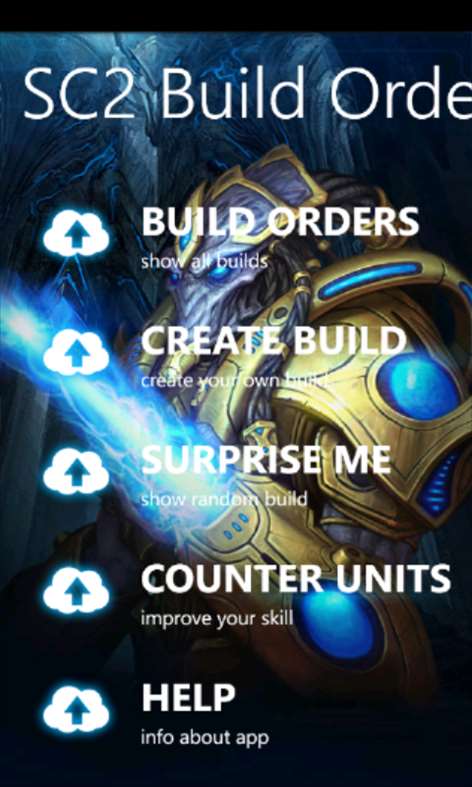 SC2 Build Orde
BUILD ORDERS
show all builds
CREATE BUILD
create your own build
SURPRISE ME
show random build
COUNTER UNITS
improve your skill
HELP
info about app